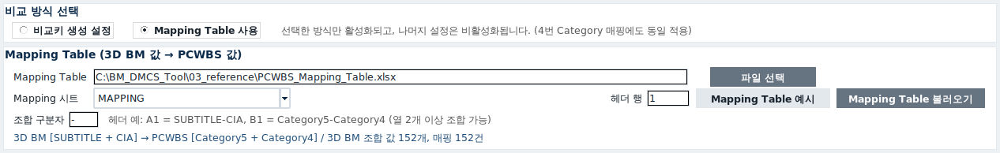 비교 방식 선택
비교키 생성 설정 Mapping Table 사용 선택한 방식만 활성화되고, 나머지 설정은 비활성화됩니다. (4번 Category 매핑에도 동일 적용)
Mapping Table (3D BM 값 → PCWBS 값)
Mapping Table C:\BM_DMCS_Tool\03_reference\PCWBS_Mapping_Table.xlsx 파일 선택
Mapping 시트 MAPPING 헤더 행 1 Mapping Table 예시 Mapping Table 불러오기
조합 구분자 - 헤더 예: A1 = SUBTITLE-CIA, B1 = Category5-Category4 (열 2개 이상 조합 가능)
3D BM [SUBTITLE + CIA] → PCWBS [Category5 + Category4] / 3D BM 조합 값 152개, 매핑 152건